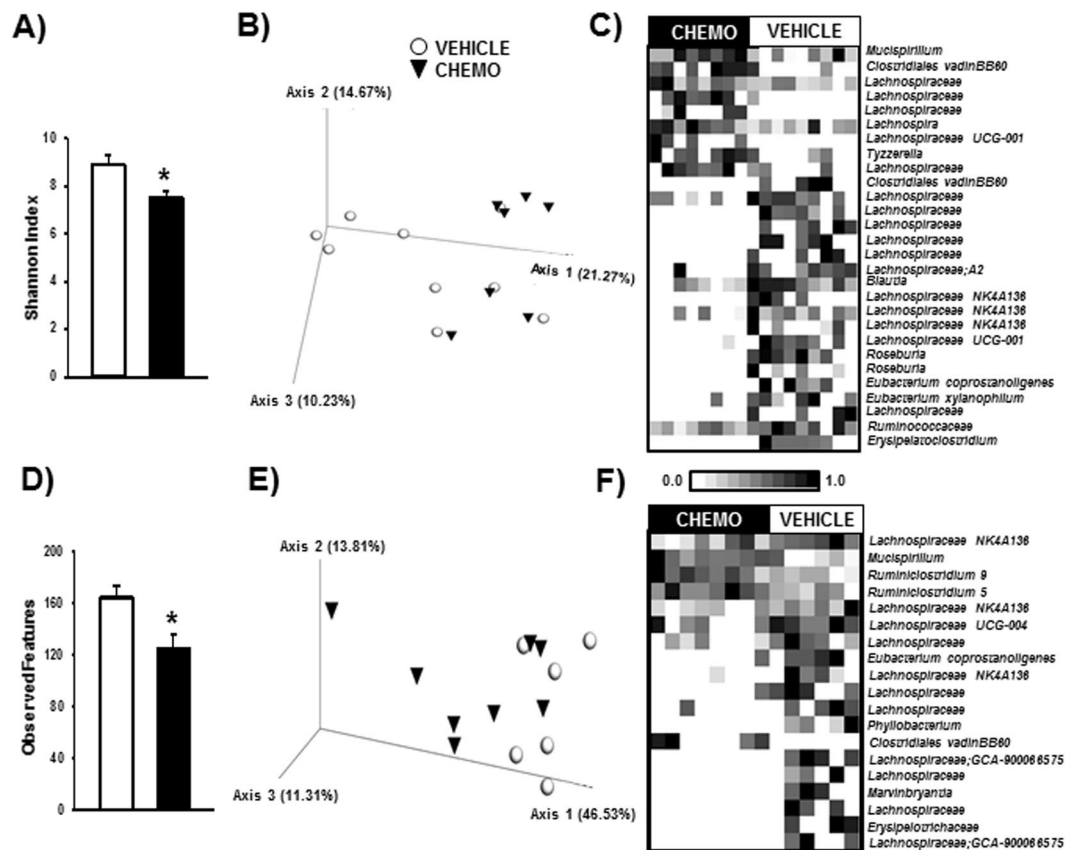 A)
B)
C)
VEHICLE
CHEMO
Axis 2 (14.67%)
Axis 1 (21.27%)
Axis 3 (10.23%)
Shannon Index
10
8
6
4
2
0
*
CHEMO VEHICLE
Mucispirillum
Clostridiales vadinBB60
Lachnospiraceae
Lachnospiraceae
Lachnospiraceae
Lachnospira
Lachnospiraceae UCG-001
Tyzzerella
Lachnospiraceae
Clostridiales vadinBB60
Lachnospiraceae
Lachnospiraceae
Lachnospiraceae
Lachnospiraceae
Lachnospiraceae
Lachnospiraceae;A2
Blautia
Lachnospiraceae NK4A136
Lachnospiraceae NK4A136
Lachnospiraceae NK4A136
Lachnospiraceae UCG-001
Roseburia
Roseburia
Eubacterium coprostanoligenes
Eubacterium xylanophilum
Lachnospiraceae
Ruminococcaceae
Erysipelatoclostridium
0.0 1.0
D)
E)
F)
Observed Features
200
160
120
80
40
0
*
Axis 2 (13.81%)
Axis 3 (11.31%)
Axis 1 (46.53%)
CHEMO VEHICLE
Lachnospiraceae NK4A136
Mucispirillum
Ruminiclostridium 9
Ruminiclostridium 5
Lachnospiraceae NK4A136
Lachnospiraceae UCG-004
Lachnospiraceae
Eubacterium coprostanoligenes
Lachnospiraceae NK4A136
Lachnospiraceae
Lachnospiraceae
Phyllobacterium
Clostridiales vadinBB60
Lachnospiraceae;GCA-900066575
Lachnospiraceae
Marvinbryantia
Lachnospiraceae
Erysipelotrichaceae
Lachnospiraceae;GCA-900066575